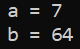 a = 7
b = 64